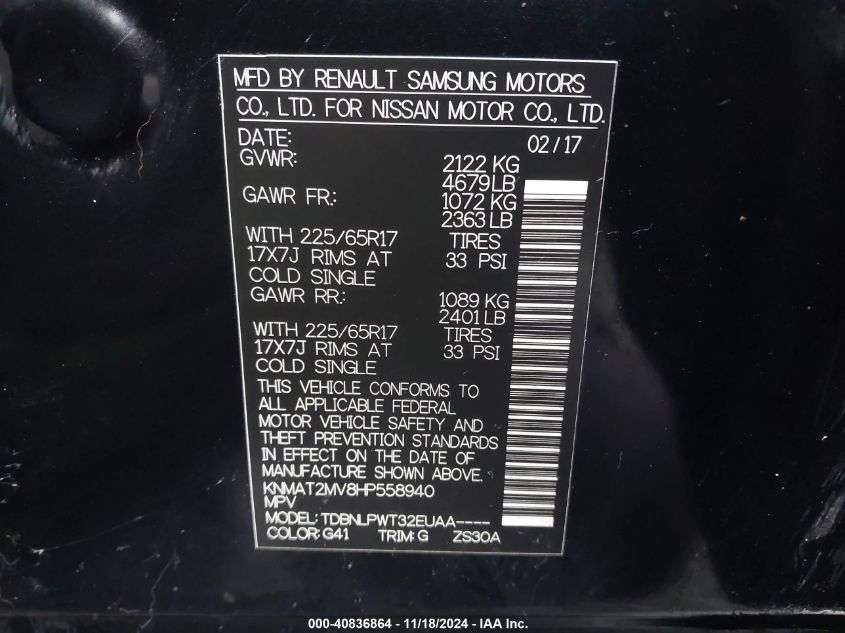 MFD BY RENAULT SAMSUNG MOTORS
CO., LTD. FOR NISSAN MOTOR CO., LTD.
DATE: 02/17
GVWR: 2122 KG
4679 LB
GAWR FR: 1072 KG
2363 LB
WITH 225/65R17 TIRES
17X7J RIMS AT 33 PSI
COLD SINGLE
GAWR RR: 1089 KG
2401 LB
WITH 225/65R17 TIRES
17X7J RIMS AT 33 PSI
COLD SINGLE
THIS VEHICLE CONFORMS TO
ALL APPLICABLE FEDERAL
MOTOR VEHICLE SAFETY AND
THEFT PREVENTION STANDARDS
IN EFFECT ON THE DATE OF
MANUFACTURE SHOWN ABOVE.
KNMAT2MV8HP558940
MPV
MODEL: TDBNLPWT32EUAA----
COLOR: G41 TRIM: G ZS30A
000-40836864 - 11/18/2024 - IAA Inc.